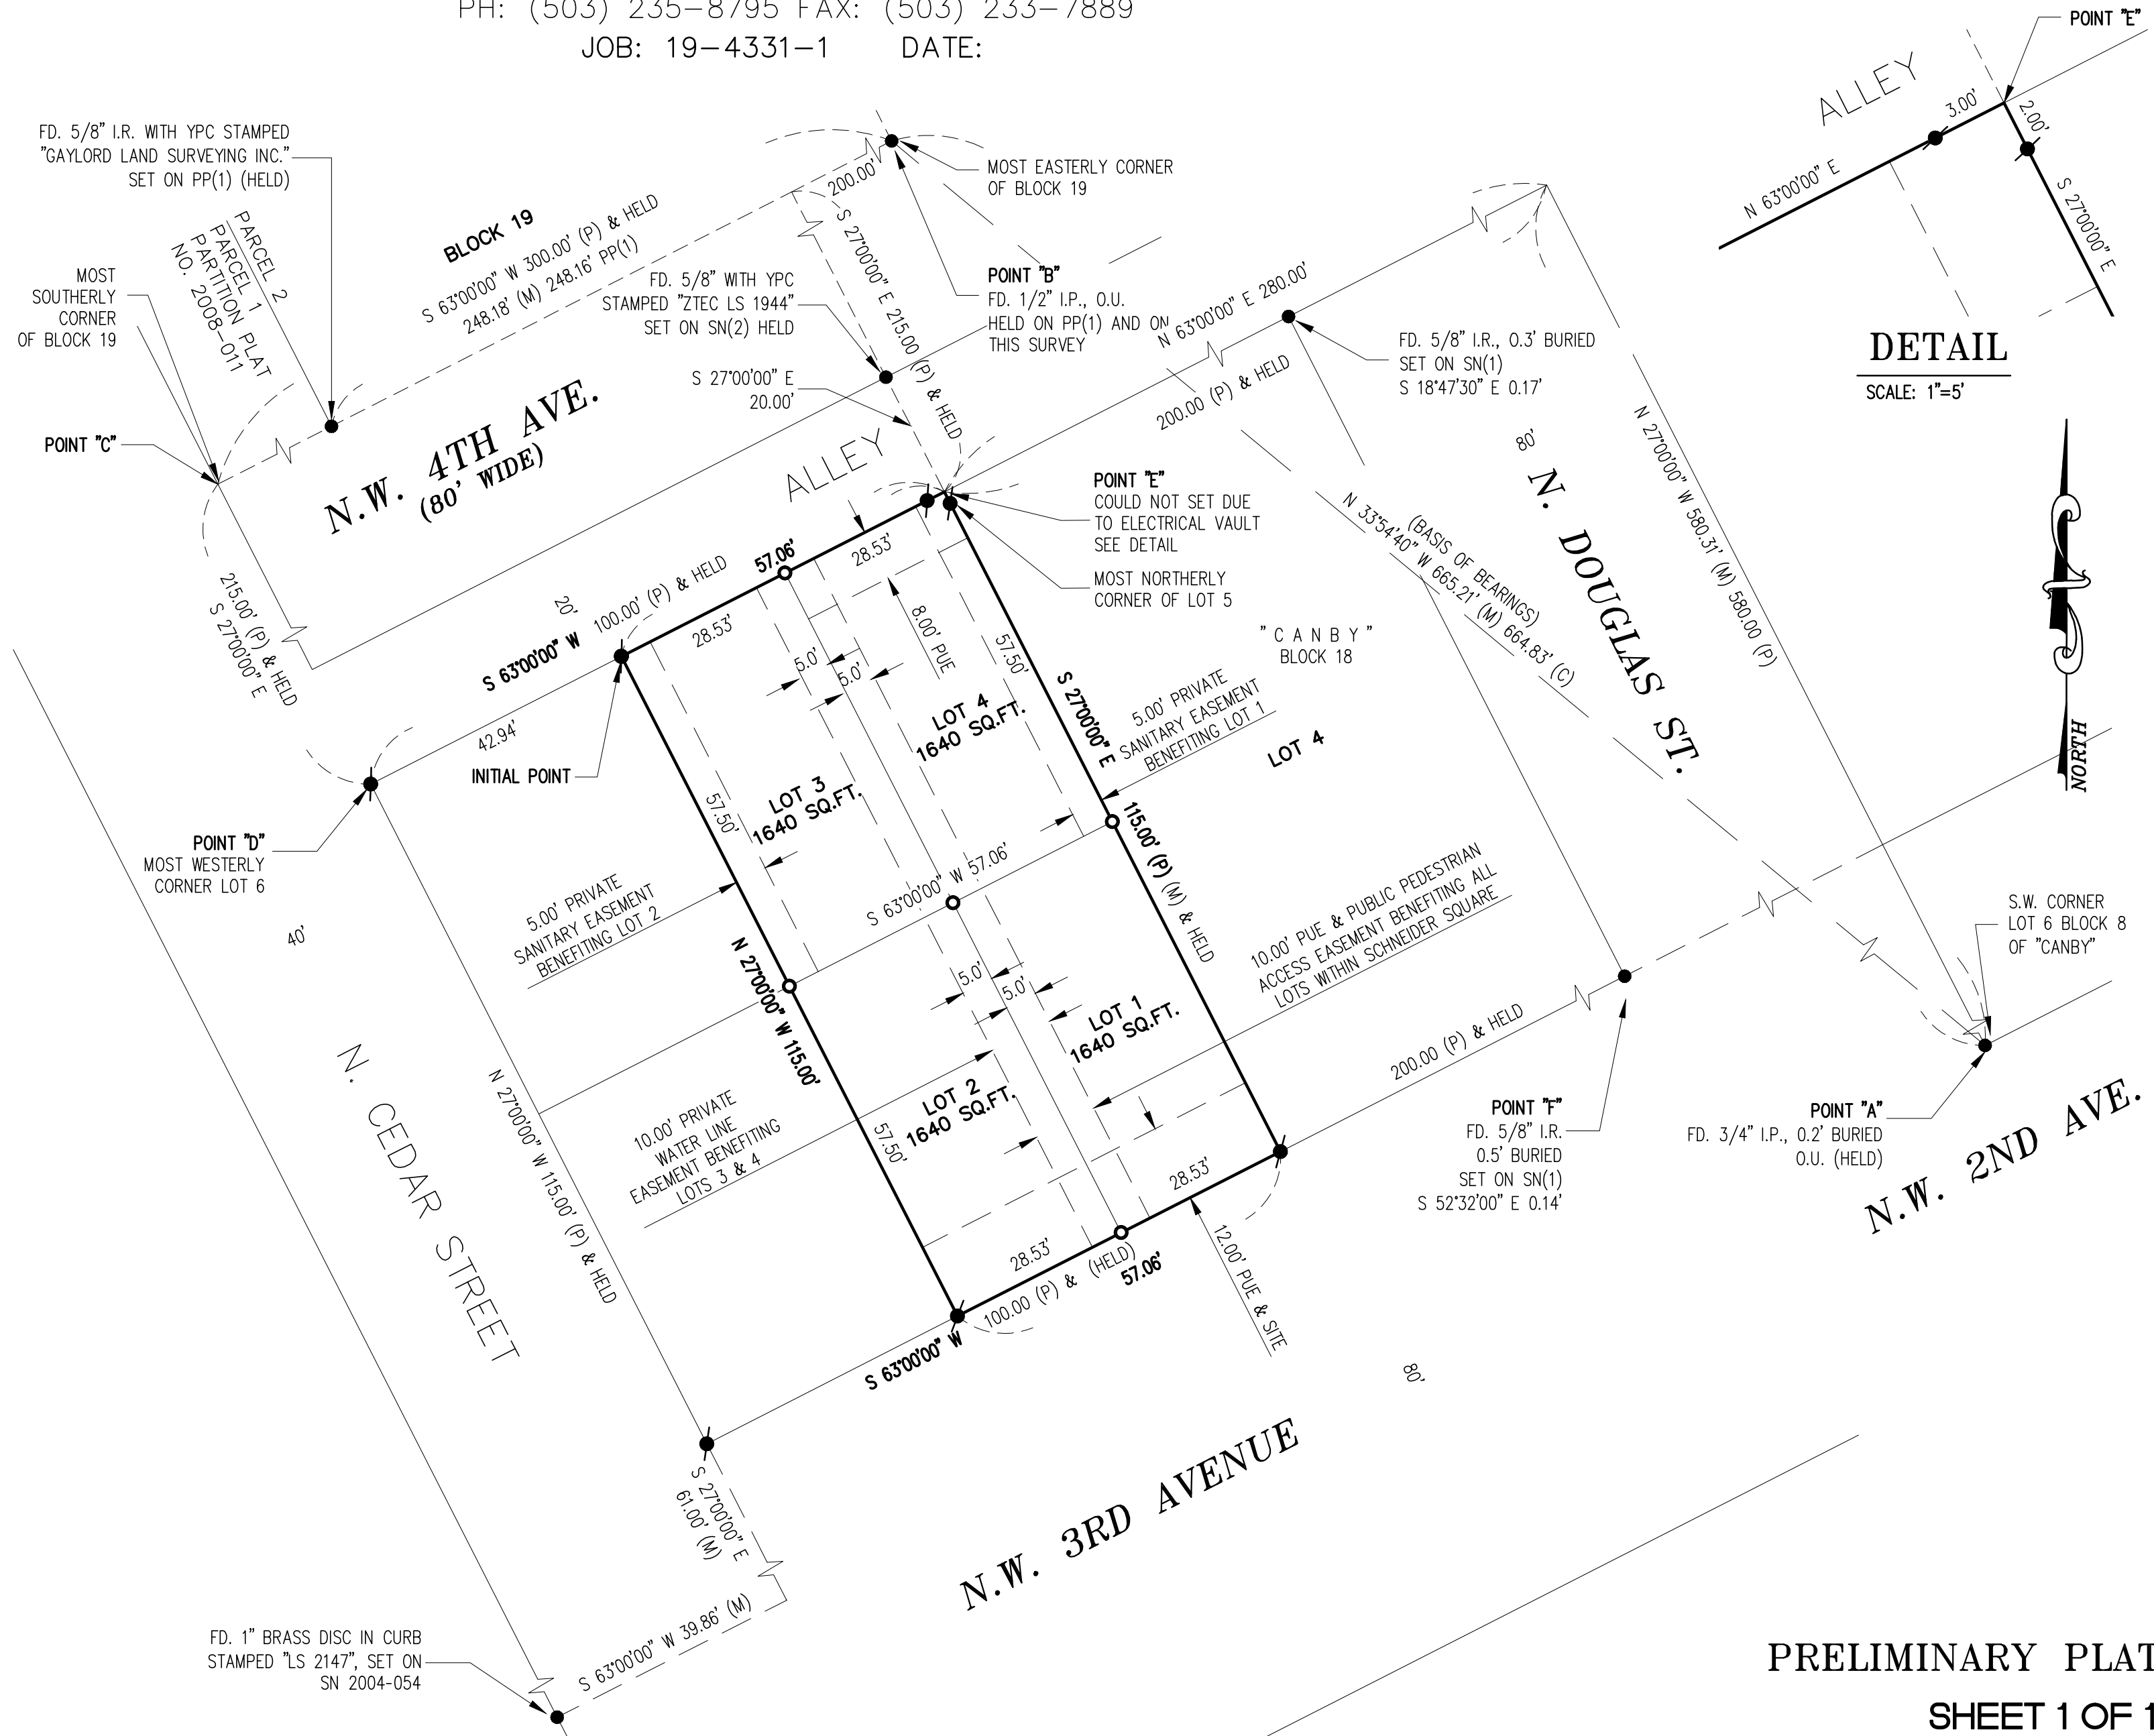 PH: (503) 235-8795 FAX: (503) 233-7889
JOB: 19-4331-1 DATE:
FD. 5/8" I.R. WITH YPC STAMPED
"GAYLORD LAND SURVEYING INC."
SET ON PP(1) (HELD)
PARCEL 2
PARCEL 1
PARTITION PLAT
NO. 2008-011
MOST
SOUTHERLY
CORNER
OF BLOCK 19
POINT "C"
BLOCK 19
S 63°00'00" W 300.00' (P) & HELD
248.18' (M) 248.16' PP(1)
200.00'
MOST EASTERLY CORNER
OF BLOCK 19
POINT "B"
FD. 1/2" I.P., O.U.
HELD ON PP(1) AND ON
THIS SURVEY
FD. 5/8" WITH YPC
STAMPED "ZTEC LS 1944"
SET ON SN(2) HELD
S 27°00'00" E
20.00'
S 27°00'00" E 215.00 (P) & HELD
N.W. 4TH AVE.
(80' WIDE)
ALLEY
N 63°00'00" E 280.00'
200.00 (P) & HELD
FD. 5/8" I.R., 0.3' BURIED
SET ON SN(1)
S 18°47'30" E 0.17'
POINT "E"
ALLEY
3.00'
2.00'
N 63°00'00" E
S 27°00'00" E
DETAIL
SCALE: 1"=5'
NORTH
POINT "E"
COULD NOT SET DUE
TO ELECTRICAL VAULT
SEE DETAIL
MOST NORTHERLY
CORNER OF LOT 5
80'
N. DOUGLAS ST.
N 27°00'00" W 580.31' (M) 580.00 (P)
(BASIS OF BEARINGS)
N 33°54'40" W 665.21' (M) 664.83' (C)
215.00' (P) & HELD
S 27°00'00" E
20'
S 63°00'00" W
100.00' (P) & HELD
57.06'
28.53'
28.53'
42.94'
INITIAL POINT
POINT "D"
MOST WESTERLY
CORNER LOT 6
8.00' PUE
5.0'
5.0'
57.50'
57.50'
LOT 4
1640 SQ.FT.
LOT 3
1640 SQ.FT.
S 27°00'00" E
115.00' (P) (M) & HELD
"CANBY"
BLOCK 18
5.00' PRIVATE
SANITARY EASEMENT
BENEFITING LOT 1
LOT 4
5.00' PRIVATE
SANITARY EASEMENT
BENEFITING LOT 2
S 63°00'00" W 57.06'
N 27°00'00" W 115.00'
5.0'
5.0'
LOT 1
1640 SQ.FT.
LOT 2
1640 SQ.FT.
57.50'
10.00' PUE & PUBLIC PEDESTRIAN
ACCESS EASEMENT BENEFITING ALL
LOTS WITHIN SCHNEIDER SQUARE
10.00' PRIVATE
WATER LINE
EASEMENT BENEFITING
LOTS 3 & 4
40'
N. CEDAR STREET
N 27°00'00" W 115.00' (P) & HELD
200.00 (P) & HELD
28.53'
28.53'
100.00 (P) & (HELD)
57.06'
S 63°00'00" W
12.00' PUE & SITE
80'
POINT "F"
FD. 5/8" I.R.
0.5' BURIED
SET ON SN(1)
S 52°32'00" E 0.14'
S.W. CORNER
LOT 6 BLOCK 8
OF "CANBY"
POINT "A"
FD. 3/4" I.P., 0.2' BURIED
O.U. (HELD)
N.W. 2ND AVE.
N.W. 3RD AVENUE
S 27°00'00" E
61.00' (M)
S 63°00'00" W 39.86' (M)
FD. 1" BRASS DISC IN CURB
STAMPED "LS 2147", SET ON
SN 2004-054
PRELIMINARY PLAT
SHEET 1 OF 1